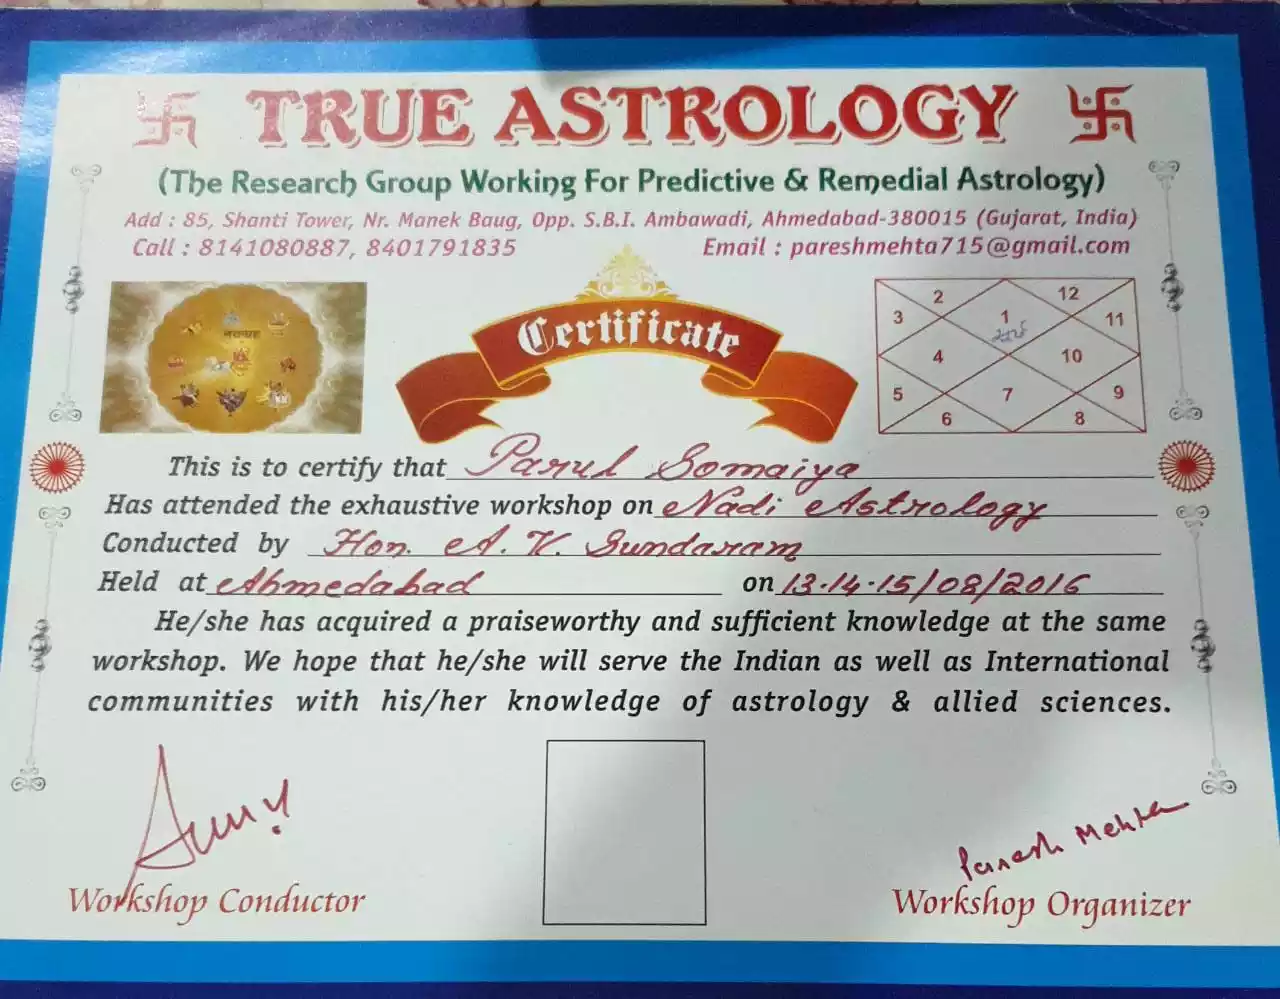 TRUE ASTROLOGY
(The Research Group Working For Predictive & Remedial Astrology)
Add : 85, Shanti Tower, Nr. Manek Baug, Opp. S.B.I. Ambawadi, Ahmedabad-380015 (Gujarat, India)
Call : 8141080887, 8401791835 Email : pareshmehta715@gmail.com
Certificate
नवग्रह
2 12
3 1 11
4 10
5 7 9
6 8
This is to certify that Parul Somaiya
Has attended the exhaustive workshop on Nadi Astrology
Conducted by Hon. A. V. Sundaram
Held at Ahmedabad on 13.14.15/08/2016
He/she has acquired a praiseworthy and sufficient knowledge at the same
workshop. We hope that he/she will serve the Indian as well as International
communities with his/her knowledge of astrology & allied sciences.
Paresh Mehta
Workshop Conductor Workshop Organizer